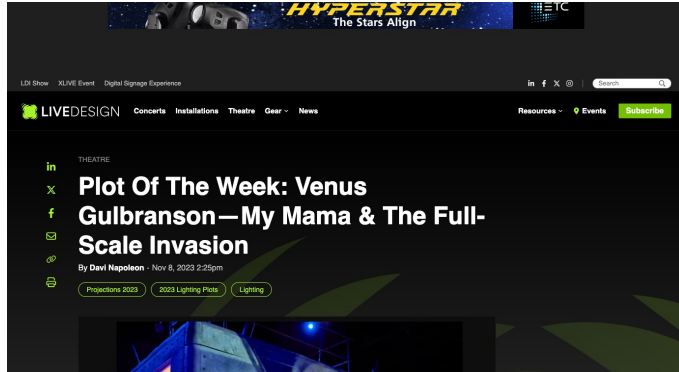 HYPERSTAR
The Stars Align
ETC
LDI Show XLIVE Event Digital Signage Experience
Search
LIVEDESIGN Concerts Installations Theatre Gear News Resources Events Subscribe
THEATRE
Plot Of The Week: Venus
Gulbranson—My Mama & The Full-
Scale Invasion
By Davi Napoleon - Nov 8, 2023 2:25pm
Projections 2023 2023 Lighting Plots Lighting